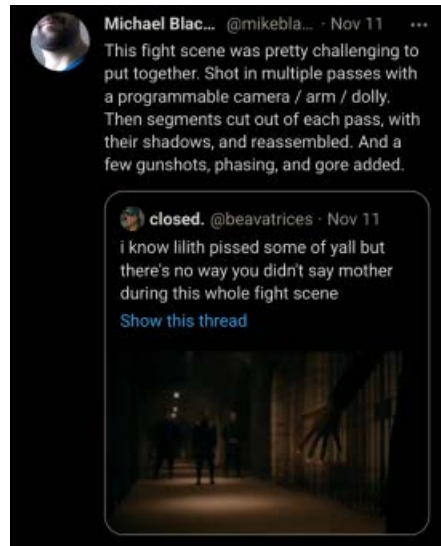 Michael Blac... @mikebla... · Nov 11 ...
This fight scene was pretty challenging to
put together. Shot in multiple passes with
a programmable camera / arm / dolly.
Then segments cut out of each pass, with
their shadows, and reassembled. And a
few gunshots, phasing, and gore added.
closed. @beavatrices · Nov 11
i know lilith pissed some of yall but
there's no way you didn't say mother
during this whole fight scene
Show this thread